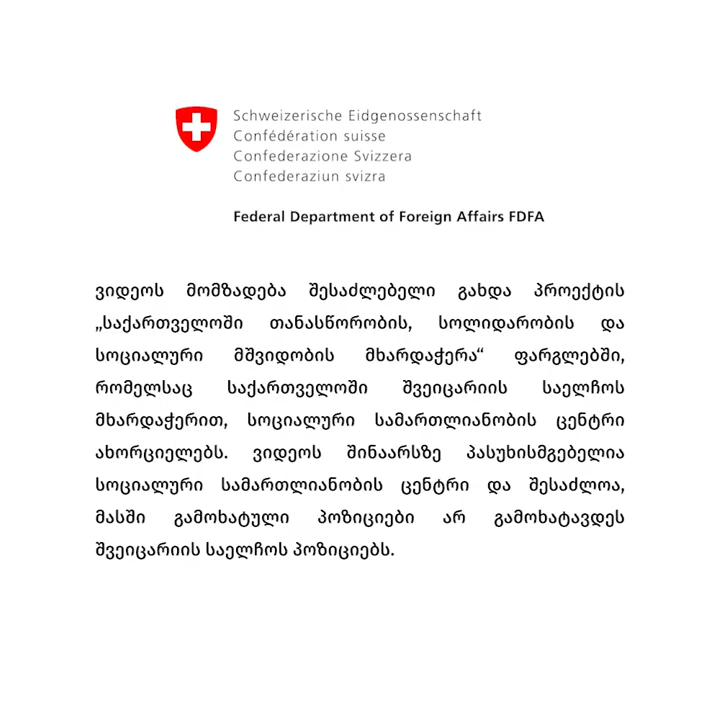 Schweizerische Eidgenossenschaft
Confédération suisse
Confederazione Svizzera
Confederaziun svizra
Federal Department of Foreign Affairs FDFA
ვიდეოს მომზადება შესაძლებელი გახდა პროექტის
„საქართველოში თანასწორობის, სოლიდარობის და
სოციალური მშვიდობის მხარდაჭერა“ ფარგლებში,
რომელსაც საქართველოში შვეიცარიის საელჩოს
მხარდაჭერით, სოციალური სამართლიანობის ცენტრი
ახორციელებს. ვიდეოს შინაარსზე პასუხისმგებელია
სოციალური სამართლიანობის ცენტრი და შესაძლოა,
მასში გამოხატული პოზიციები არ გამოხატავდეს
შვეიცარიის საელჩოს პოზიციებს.